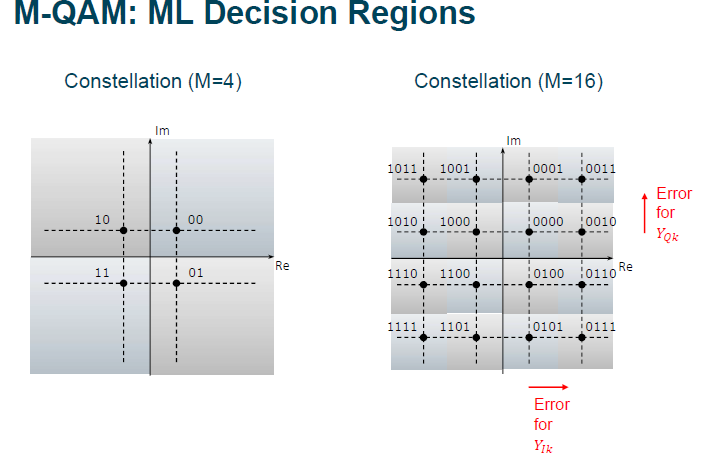 M-QAM: ML Decision Regions
Constellation (M=4)
Constellation (M=16)
Im
10 00
Re
11 01
Im
1011 1001 0001 0011
1010 1000 0000 0010
Re
1110 1100 0100 0110
1111 1101 0101 0111
Error
for
Y_{Qk}
Error
for
Y_{Ik}